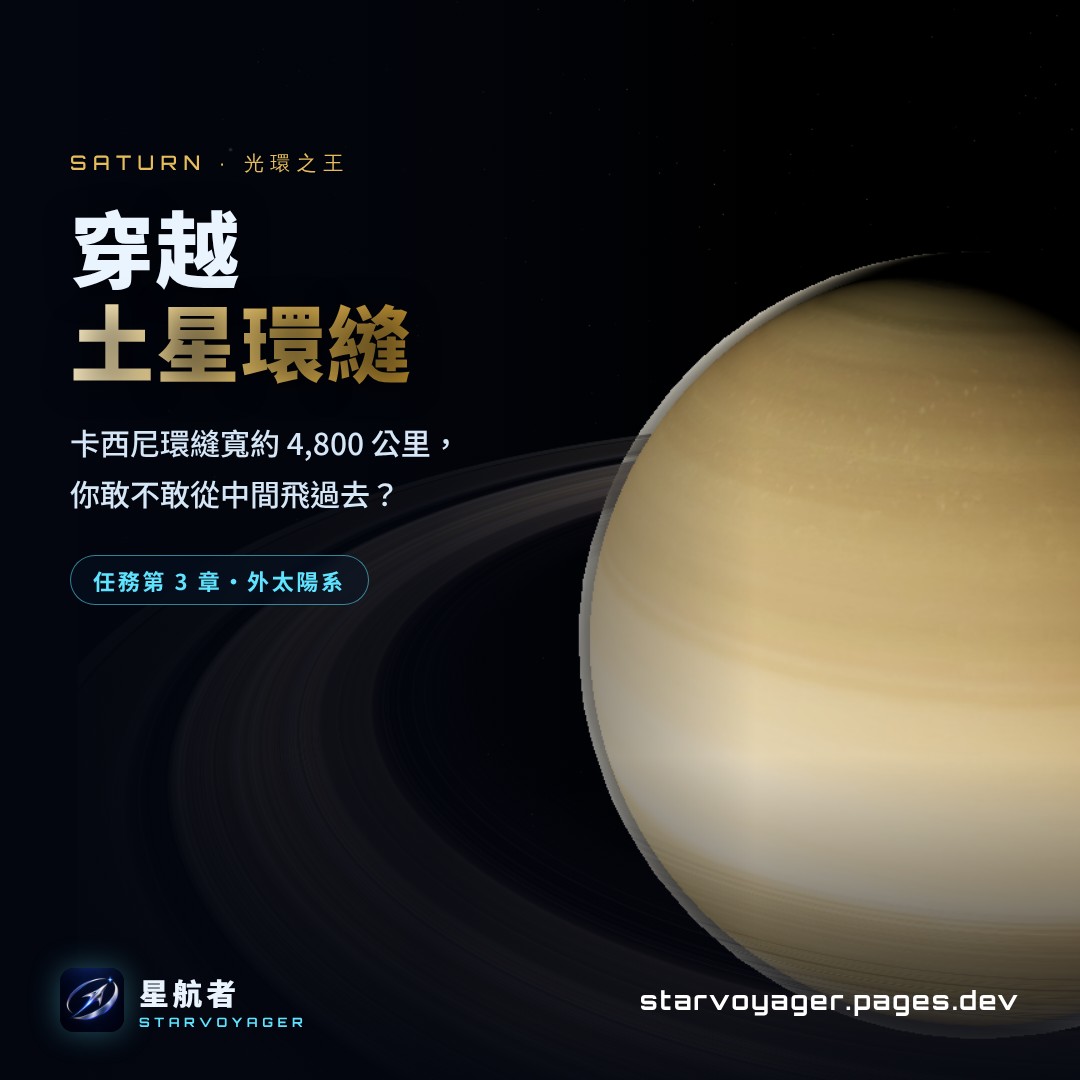 SATURN · 光環之王
穿越
土星環縫
卡西尼環縫寬約 4,800 公里，
你敢不敢從中間飛過去？
任務第 3 章・外太陽系
星航者
STARVOYAGER
starvoyager.pages.dev